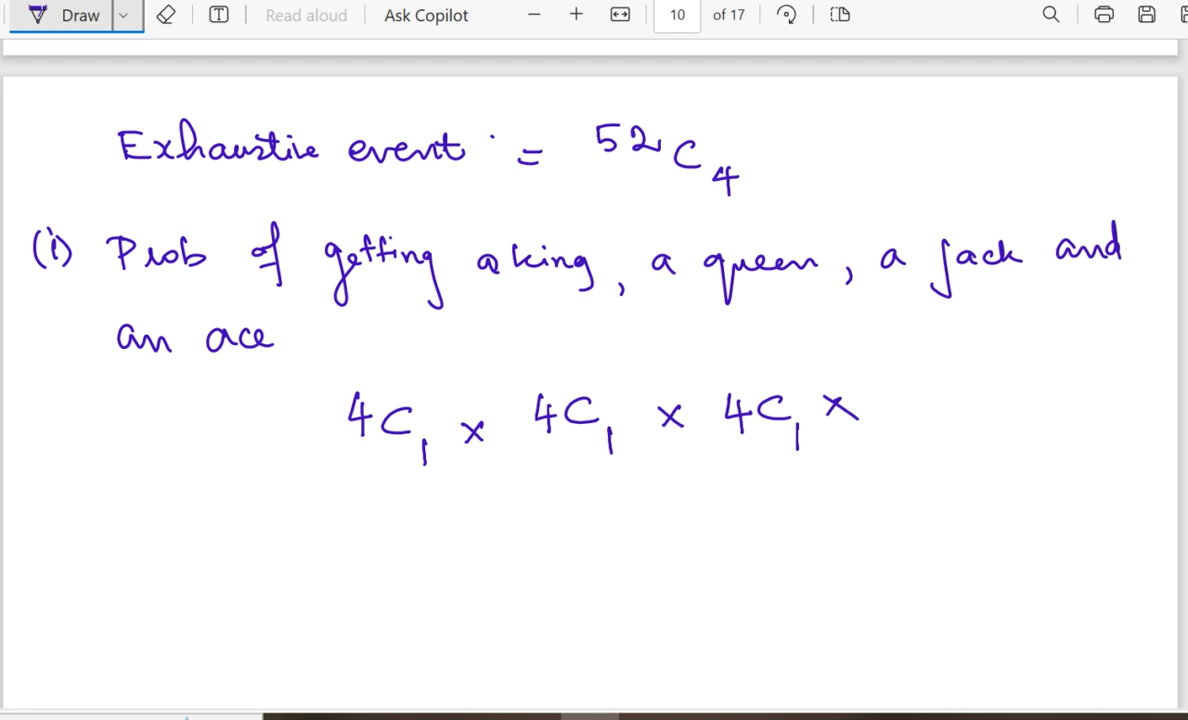 Draw Read aloud Ask Copilot 10 of 17
Exhaustive event = 52C4
(i) Prob of getting a king, a queen, a jack and
an ace
4C1 × 4C1 × 4C1 ×